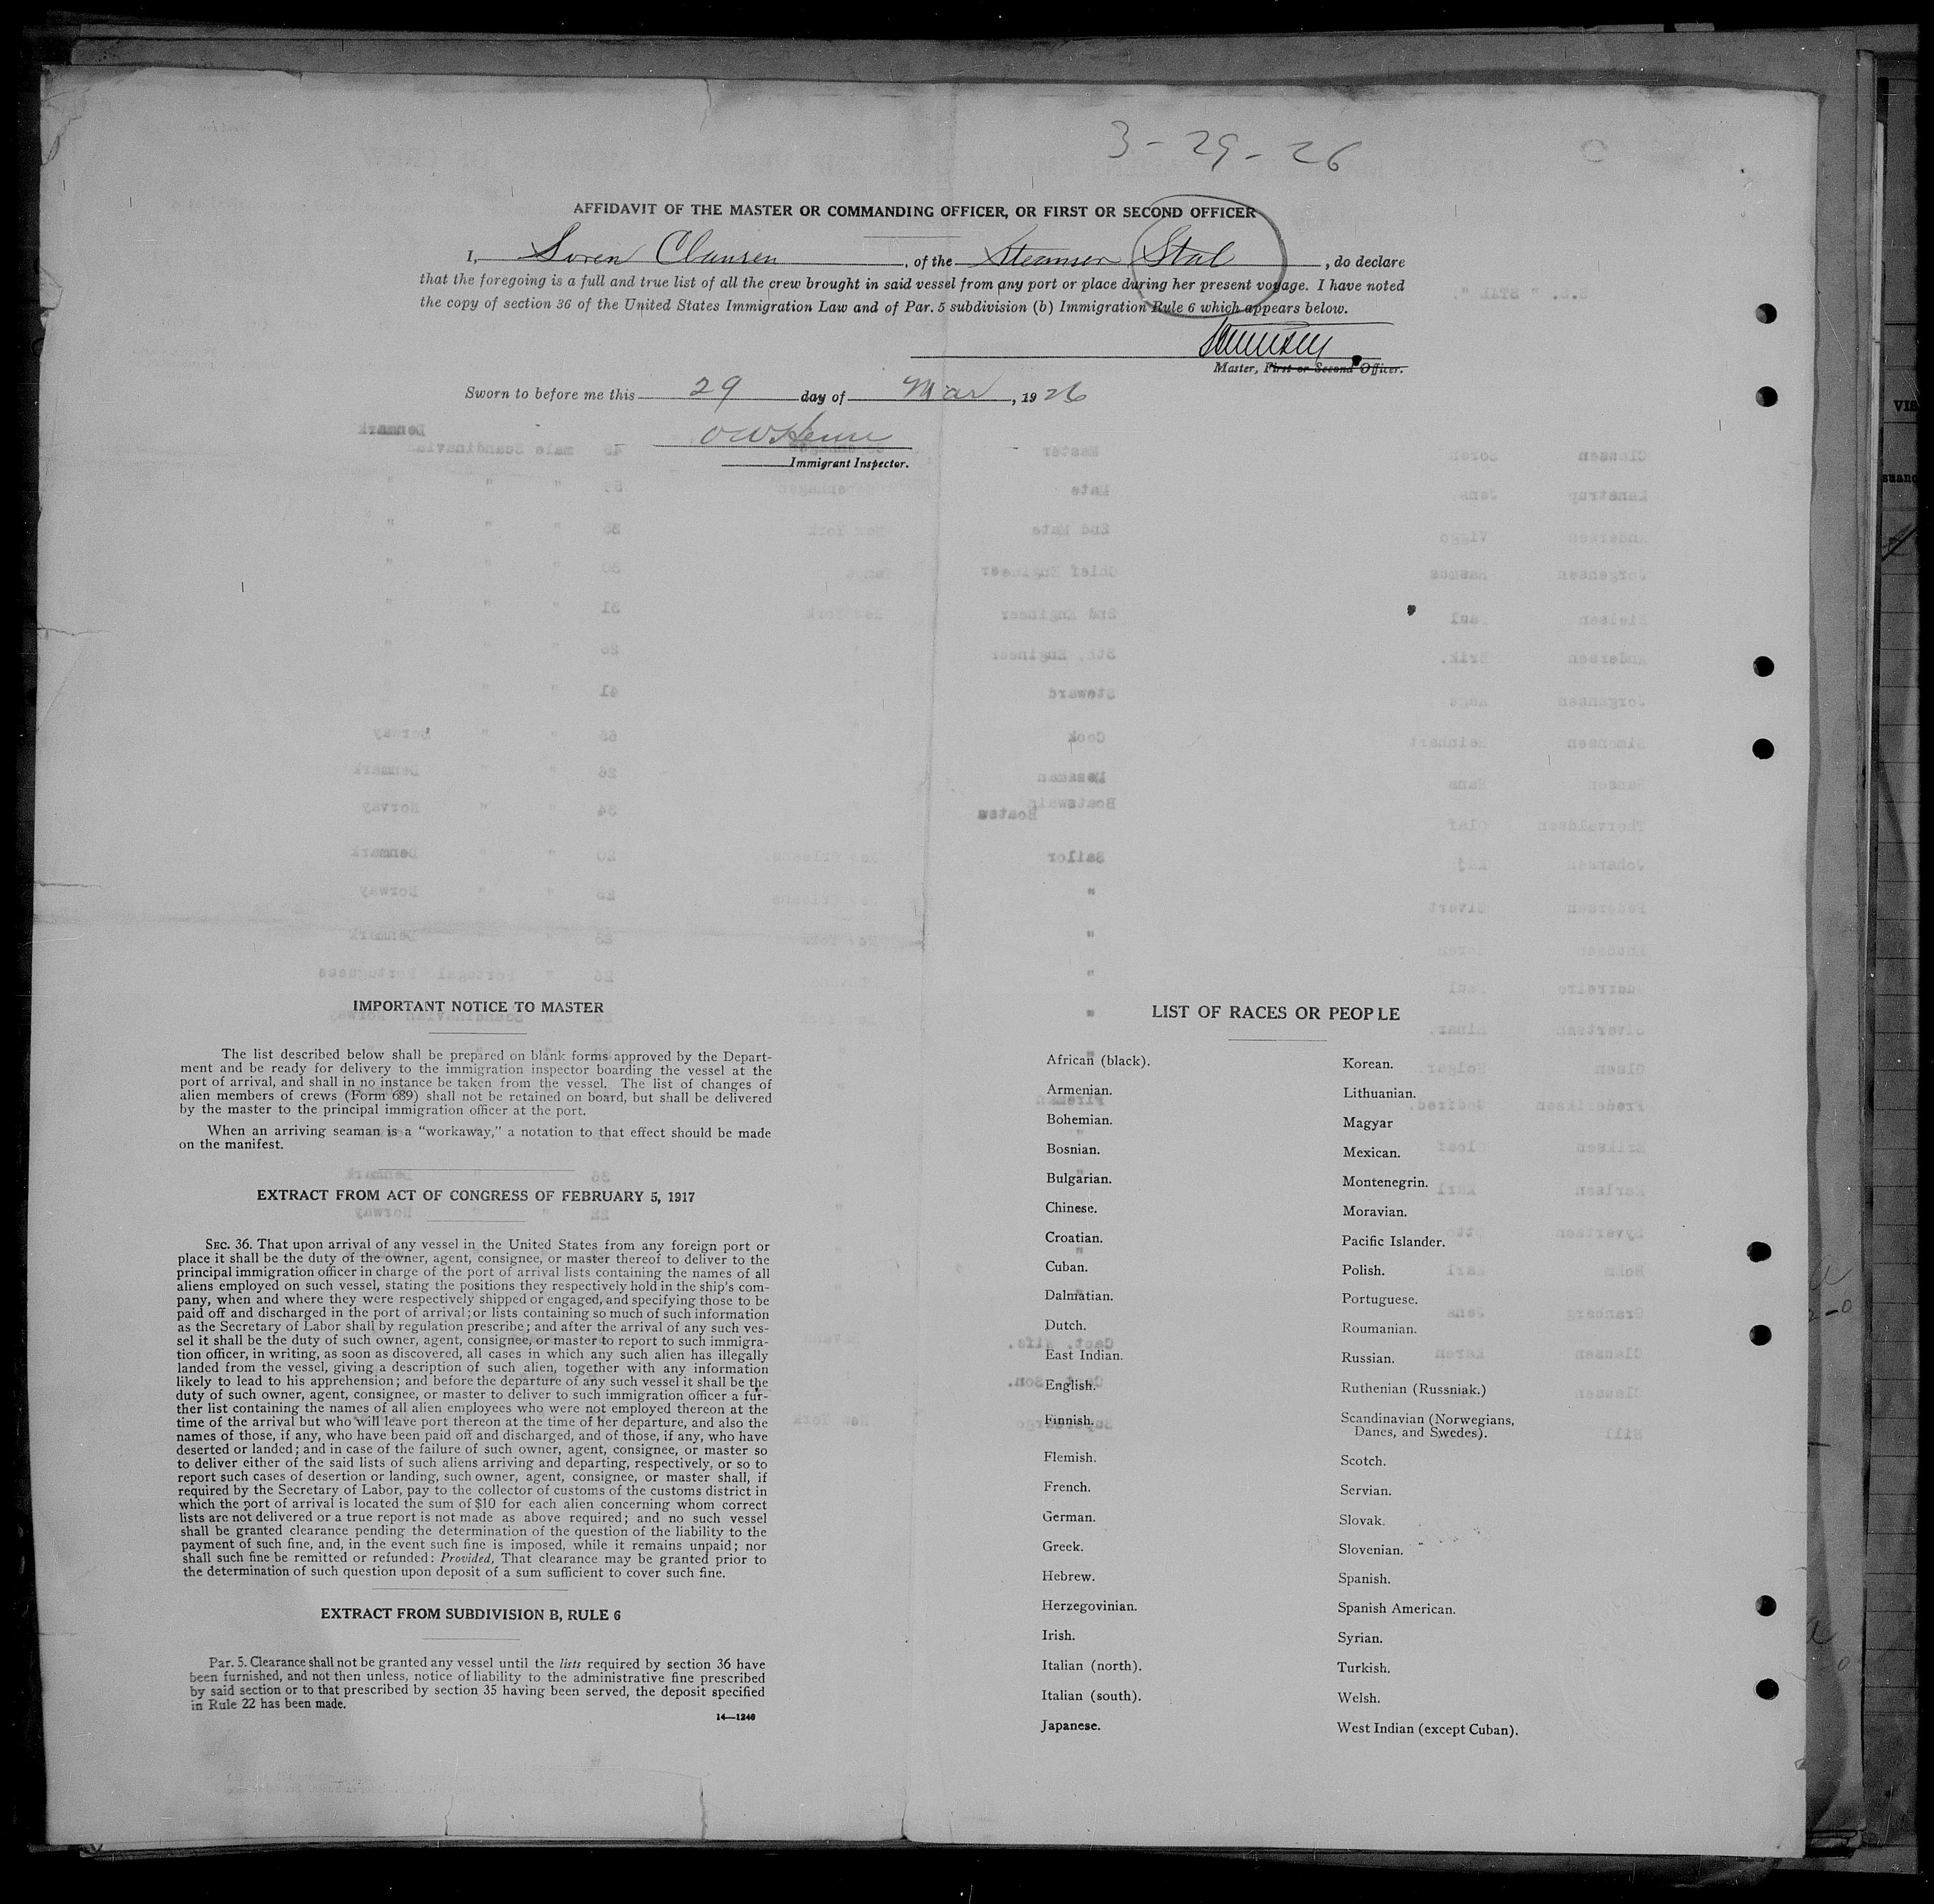 3-29-26
AFFIDAVIT OF THE MASTER OR COMMANDING OFFICER, OR FIRST OR SECOND OFFICER
I, Soren Clausen, of the Steamer Stal, do declare
that the foregoing is a full and true list of all the crew brought in said vessel from any port or place during her present voyage. I have noted
the copy of section 36 of the United States Immigration Law and of Par. 5 subdivision (b) Immigration Rule 6 which appears below.
Master, First or Second Officer.
Sworn to before me this 29 day of Mar, 1926
Immigrant Inspector.
IMPORTANT NOTICE TO MASTER
The list described below shall be prepared on blank forms approved by the Depart-
ment and be ready for delivery to the immigration inspector boarding the vessel at the
port of arrival, and shall in no instance be taken from the vessel. The list of changes of
alien members of crews (Form 689) shall not be retained on board, but shall be delivered
by the master to the principal immigration officer at the port.
When an arriving seaman is a “workaway,” a notation to that effect should be made
on the manifest.
EXTRACT FROM ACT OF CONGRESS OF FEBRUARY 5, 1917
SEC. 36. That upon arrival of any vessel in the United States from any foreign port or
place it shall be the duty of the owner, agent, consignee, or master thereof to deliver to the
principal immigration officer in charge of the port of arrival lists containing the names of all
aliens employed on such vessel, stating the positions they respectively hold in the ship's com-
pany, when and where they were respectively shipped or engaged, and specifying those to be
paid off and discharged in the port of arrival; or lists containing so much of such information
as the Secretary of Labor shall by regulation prescribe; and after the arrival of any such ves-
sel it shall be the duty of such owner, agent, consignee, or master to report to such immigra-
tion officer, in writing, as soon as discovered, all cases in which any such alien has illegally
landed from the vessel, giving a description of such alien, together with any information
likely to lead to his apprehension; and before the departure of any such vessel it shall be the
duty of such owner, agent, consignee, or master to deliver to such immigration officer a fur-
ther list containing the names of all alien employees who were not employed thereon at the
time of the arrival but who will leave port thereon at the time of her departure, and also the
names of those, if any, who have been paid off and discharged, and of those, if any, who have
deserted or landed; and in case of the failure of such owner, agent, consignee, or master so
to deliver either of the said lists of such aliens arriving and departing, respectively, or so to
report such cases of desertion or landing, such owner, agent, consignee, or master shall, if
required by the Secretary of Labor, pay to the collector of customs of the customs district in
which the port of arrival is located the sum of $10 for each alien concerning whom correct
lists are not delivered or a true report is not made as above required; and no such vessel
shall be granted clearance pending the determination of the question of the liability to the
payment of such fine, and, in the event such fine is imposed, while it remains unpaid; nor
shall such fine be remitted or refunded: Provided, That clearance may be granted prior to
the determination of such question upon deposit of a sum sufficient to cover such fine.
EXTRACT FROM SUBDIVISION B, RULE 6
Par. 5. Clearance shall not be granted any vessel until the lists required by section 36 have
been furnished, and not then unless, notice of liability to the administrative fine prescribed
by said section or to that prescribed by section 35 having been served, the deposit specified
in Rule 22 has been made.
14—1240
LIST OF RACES OR PEOPLE
African (black).
Armenian.
Bohemian.
Bosnian.
Bulgarian.
Chinese.
Croatian.
Cuban.
Dalmatian.
Dutch.
East Indian.
English.
Finnish.
Flemish.
French.
German.
Greek.
Hebrew.
Herzegovinian.
Irish.
Italian (north).
Italian (south).
Japanese.
Korean.
Lithuanian.
Magyar
Mexican.
Montenegrin.
Moravian.
Pacific Islander.
Polish.
Portuguese.
Roumanian.
Russian.
Ruthenian (Russniak.)
Scandinavian (Norwegians,
Danes, and Swedes).
Scotch.
Servian.
Slovak.
Slovenian.
Spanish.
Spanish American.
Syrian.
Turkish.
Welsh.
West Indian (except Cuban).